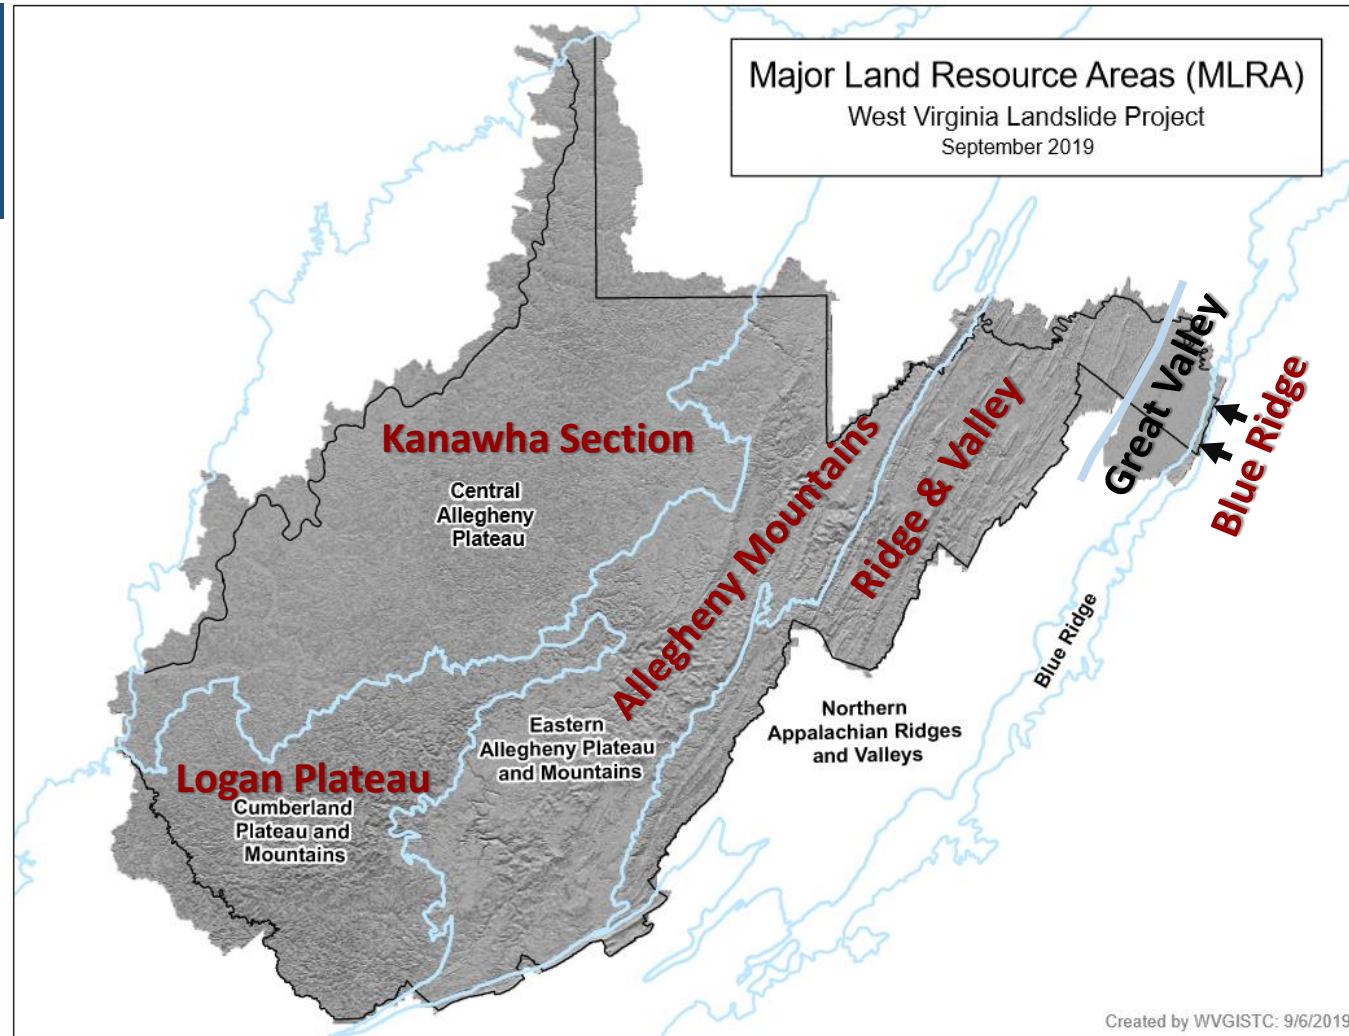 Major Land Resource Areas (MLRA)
West Virginia Landslide Project
September 2019
Great Valley
Blue Ridge
Kanawha Section
Central
Allegheny
Plateau
Allegheny Mountains
Ridge & Valley
Blue Ridge
Northern
Appalachian Ridges
and Valleys
Eastern
Allegheny Plateau
and Mountains
Logan Plateau
Cumberland
Plateau and
Mountains
Created by WVGISTC: 9/6/2019